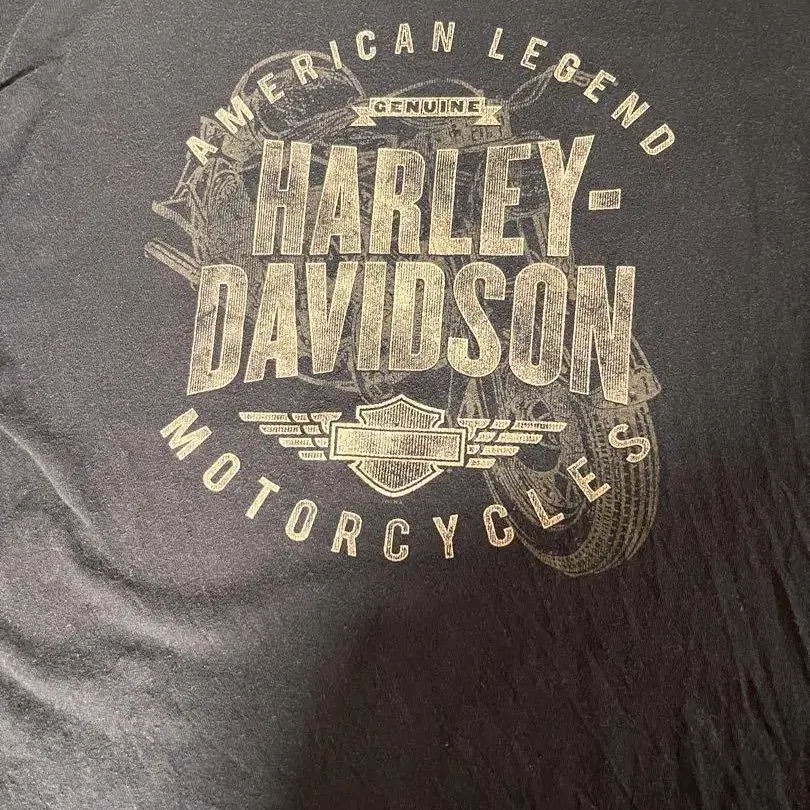 AMERICAN LEGEND
GENUINE
HARLEY-
DAVIDSON
MOTORCYCLES